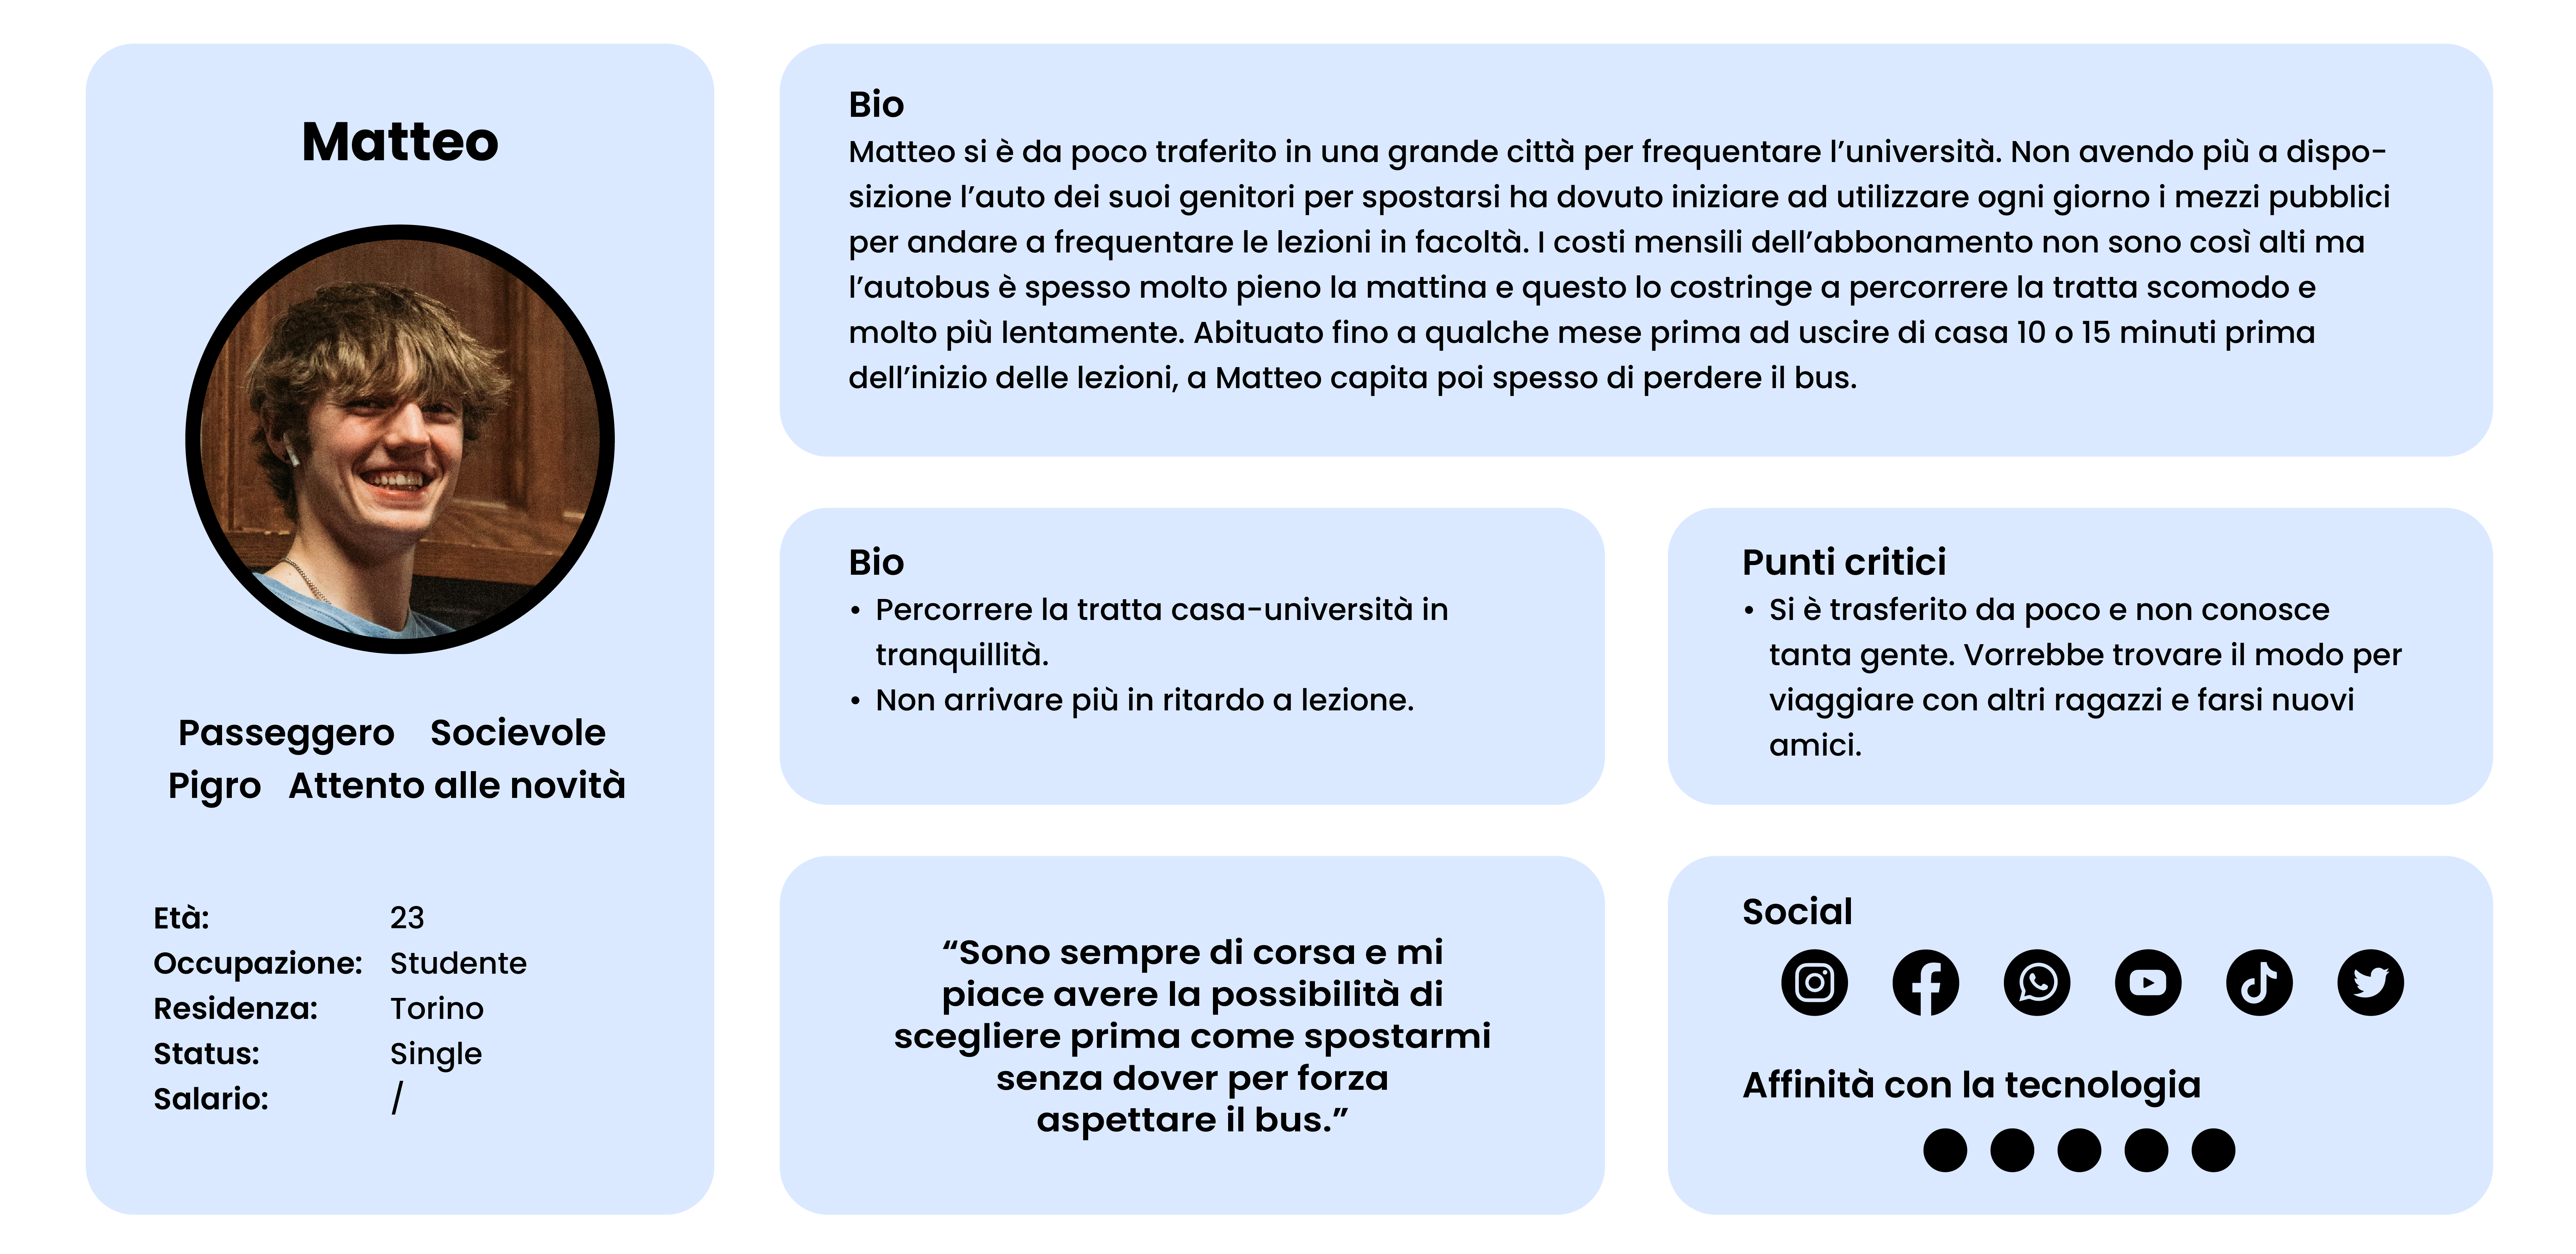 Matteo
Passeggero Socievole
Pigro Attento alle novità
Età: 23
Occupazione: Studente
Residenza: Torino
Status: Single
Salario: /
Bio
Matteo si è da poco traferito in una grande città per frequentare l’università. Non avendo più a dispo-
sizione l’auto dei suoi genitori per spostarsi ha dovuto iniziare ad utilizzare ogni giorno i mezzi pubblici
per andare a frequentare le lezioni in facoltà. I costi mensili dell’abbonamento non sono così alti ma
l’autobus è spesso molto pieno la mattina e questo lo costringe a percorrere la tratta scomodo e
molto più lentamente. Abituato fino a qualche mese prima ad uscire di casa 10 o 15 minuti prima
dell’inizio delle lezioni, a Matteo capita poi spesso di perdere il bus.
Bio
• Percorrere la tratta casa-università in
tranquillità.
• Non arrivare più in ritardo a lezione.
Punti critici
• Si è trasferito da poco e non conosce
tanta gente. Vorrebbe trovare il modo per
viaggiare con altri ragazzi e farsi nuovi
amici.
“Sono sempre di corsa e mi
piace avere la possibilità di
scegliere prima come spostarmi
senza dover per forza
aspettare il bus.”
Social
Affinità con la tecnologia